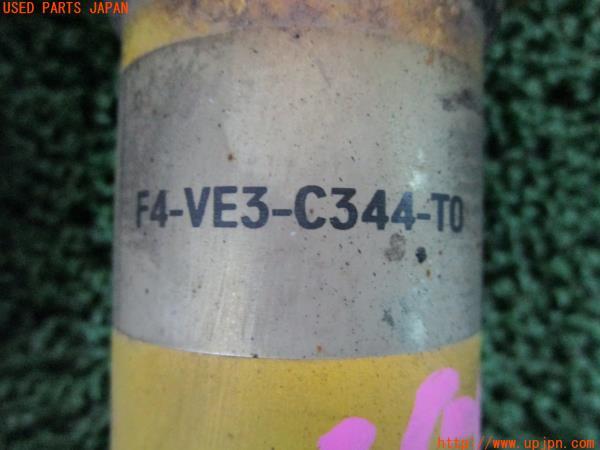 USED PARTS JAPAN
F4-VE3-C344-T0
http://www.upjpn.com/